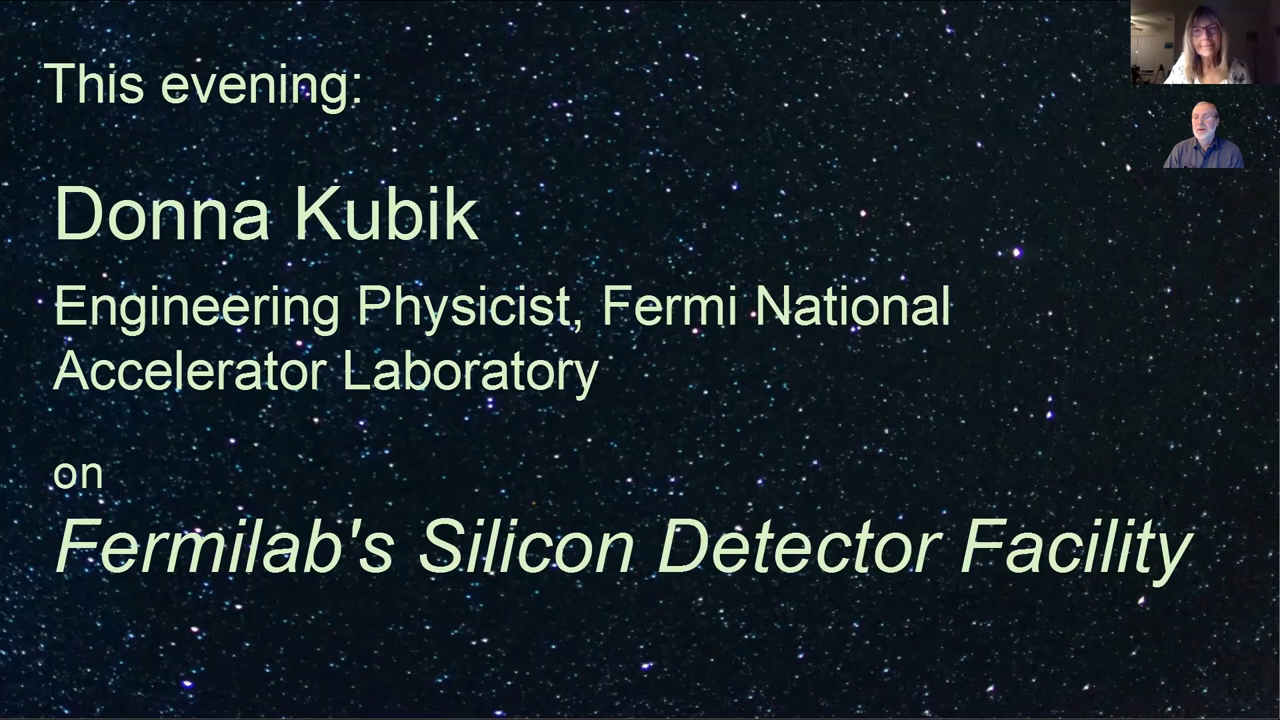 This evening:
Donna Kubik
Engineering Physicist, Fermi National
Accelerator Laboratory
on
Fermilab's Silicon Detector Facility